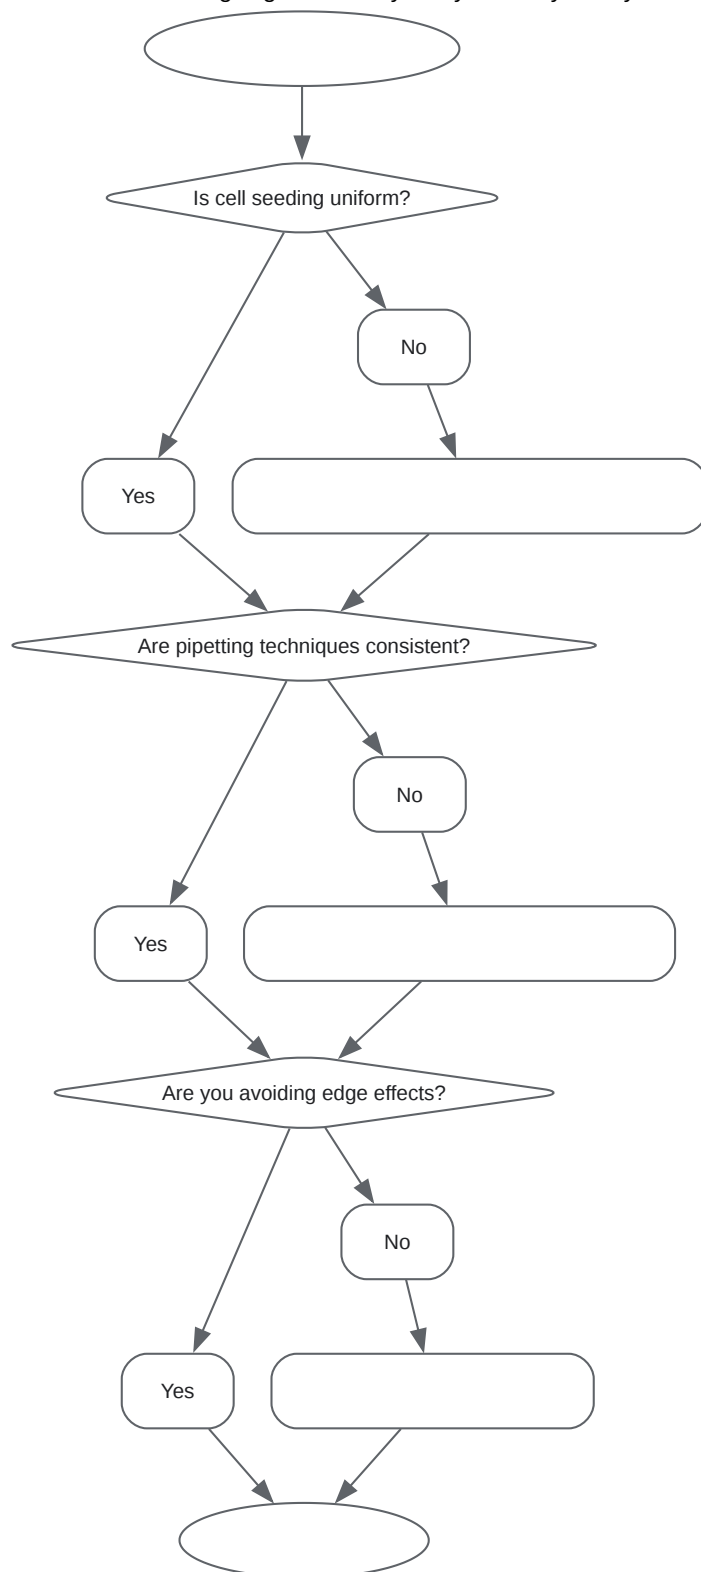 Is cell seeding uniform?
No
Yes
Are pipetting techniques consistent?
No
Yes
Are you avoiding edge effects?
No
Yes